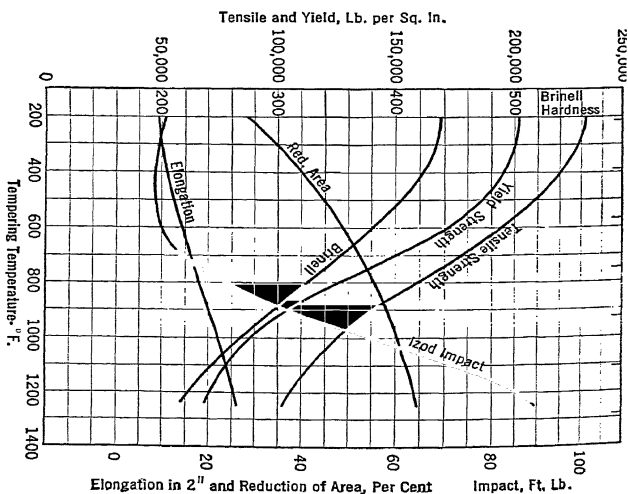 Tensile and Yield, Lb. per Sq. In.
0
50,000
100,000
150,000
200,000
250,000
200
300
400
500
Brinell
Hardness
200
400
600
800
1000
1200
1400
Tempering Temperature-°F.
Elongation
Red. Area
Brinell
Yield Strength
Tensile Strength
Izod Impact
0
20
40
60
80
100
Elongation in 2" and Reduction of Area, Per Cent
Impact, Ft. Lb.